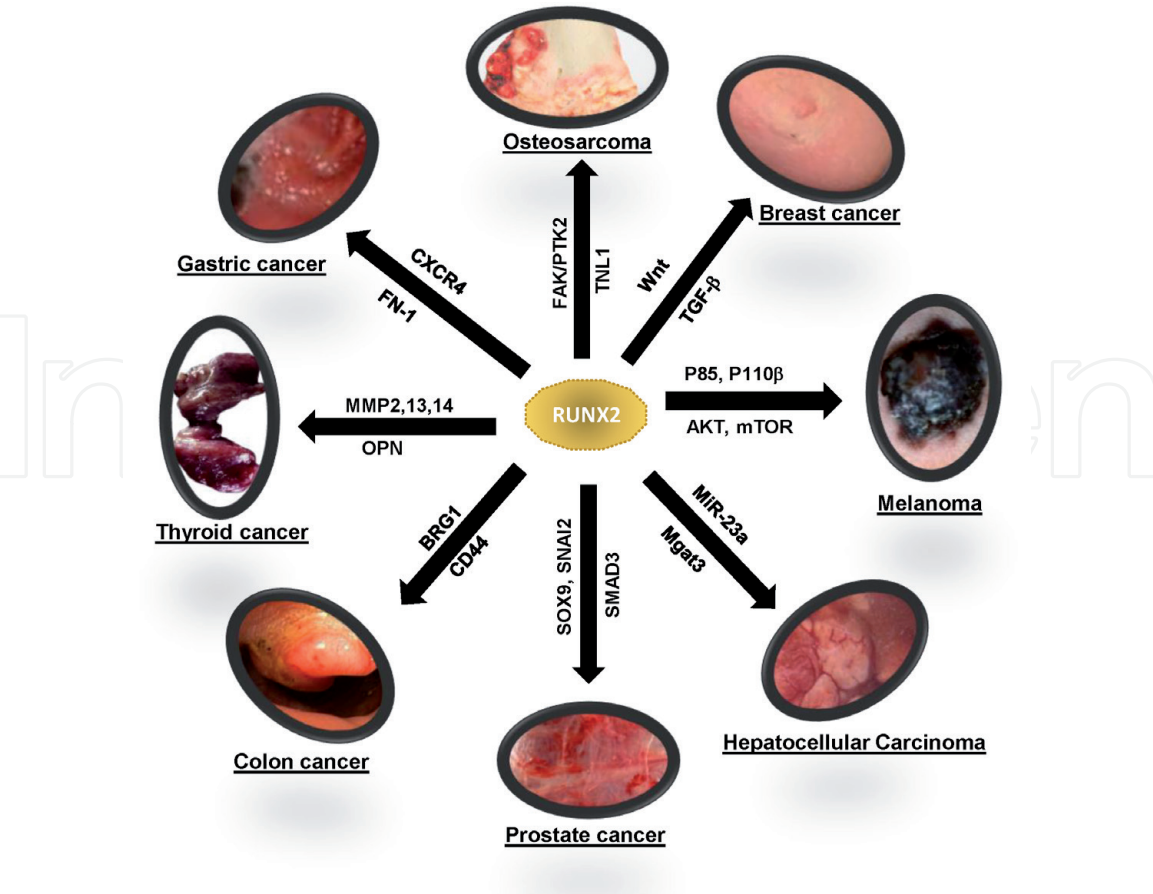 Osteosarcoma
Breast cancer
Gastric cancer
FAK/PTK2
TNL1
Wnt
TGF-β
CXCR4
FN-1
P85, P110β
AKT, mTOR
Melanoma
RUNX2
MMP2,13,14
OPN
Thyroid cancer
BRG1
CD44
SOX9, SNAI2
SMAD3
MiR-23a
Mgat3
Hepatocellular Carcinoma
Colon cancer
Prostate cancer